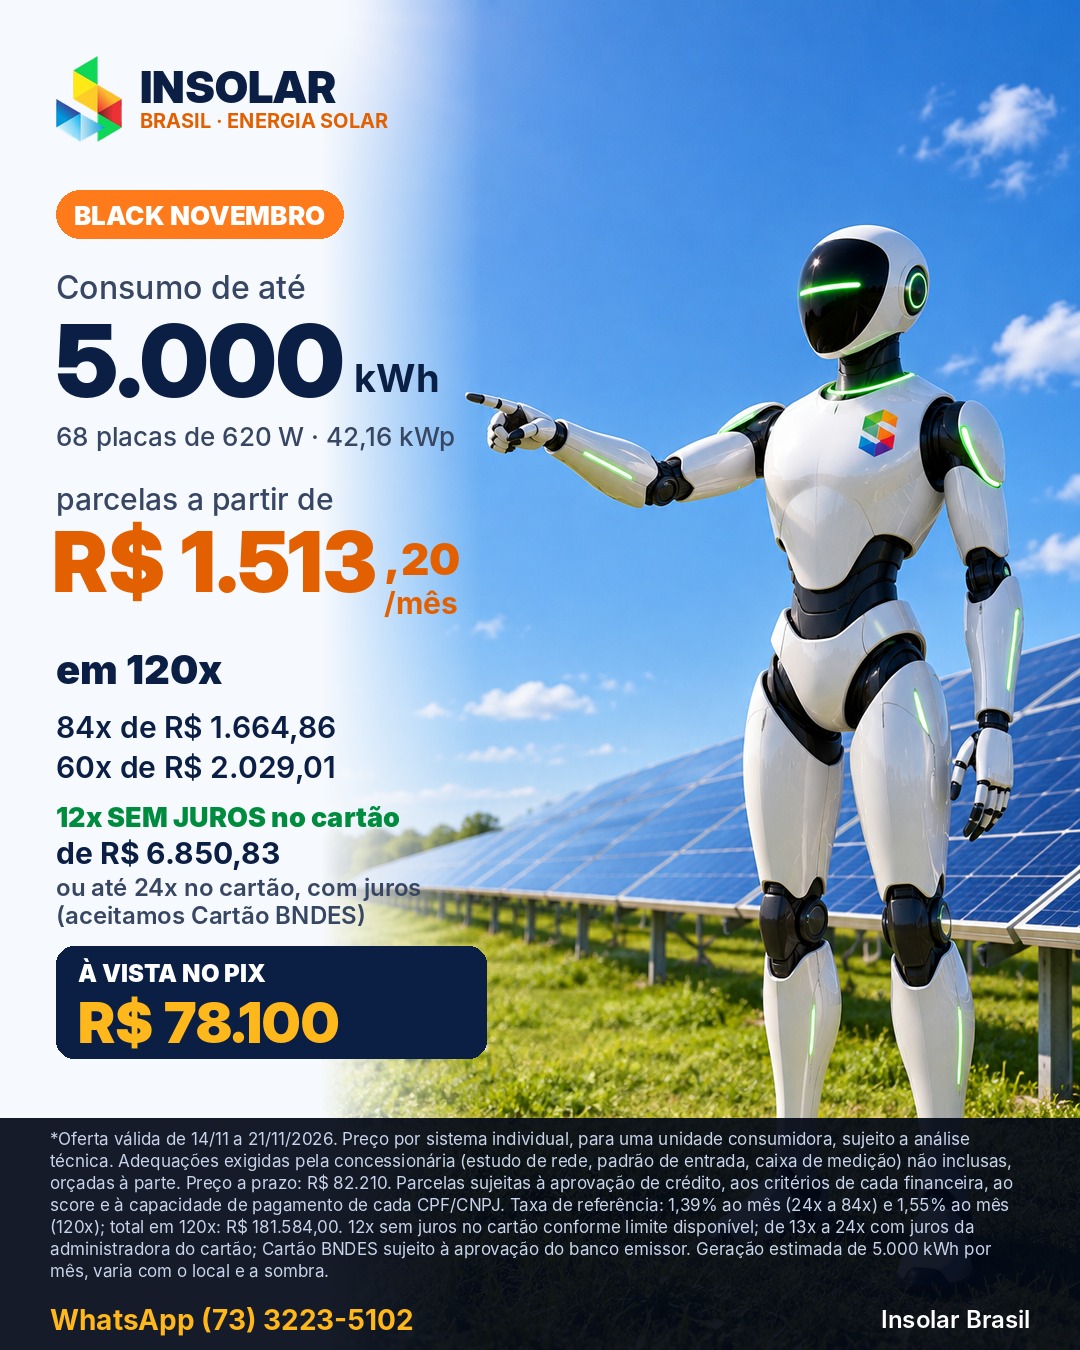 INSOLAR
BRASIL · ENERGIA SOLAR
BLACK NOVEMBRO
Consumo de até
5.000 kWh
68 placas de 620 W · 42,16 kWp
parcelas a partir de
R$ 1.513,20
/mês
em 120x
84x de R$ 1.664,86
60x de R$ 2.029,01
12x SEM JUROS no cartão
de R$ 6.850,83
ou até 24x no cartão, com juros
(aceitamos Cartão BNDES)
À VISTA NO PIX
R$ 78.100
*Oferta válida de 14/11 a 21/11/2026. Preço por sistema individual, para uma unidade consumidora, sujeito a análise
técnica. Adequações exigidas pela concessionária (estudo de rede, padrão de entrada, caixa de medição) não inclusas,
orçadas à parte. Preço a prazo: R$ 82.210. Parcelas sujeitas à aprovação de crédito, aos critérios de cada financeira, ao
score e à capacidade de pagamento de cada CPF/CNPJ. Taxa de referência: 1,39% ao mês (24x a 84x) e 1,55% ao mês
(120x); total em 120x: R$ 181.584,00. 12x sem juros no cartão conforme limite disponível; de 13x a 24x com juros da
administradora do cartão; Cartão BNDES sujeito à aprovação do banco emissor. Geração estimada de 5.000 kWh por
mês, varia com o local e a sombra.
WhatsApp (73) 3223-5102
Insolar Brasil